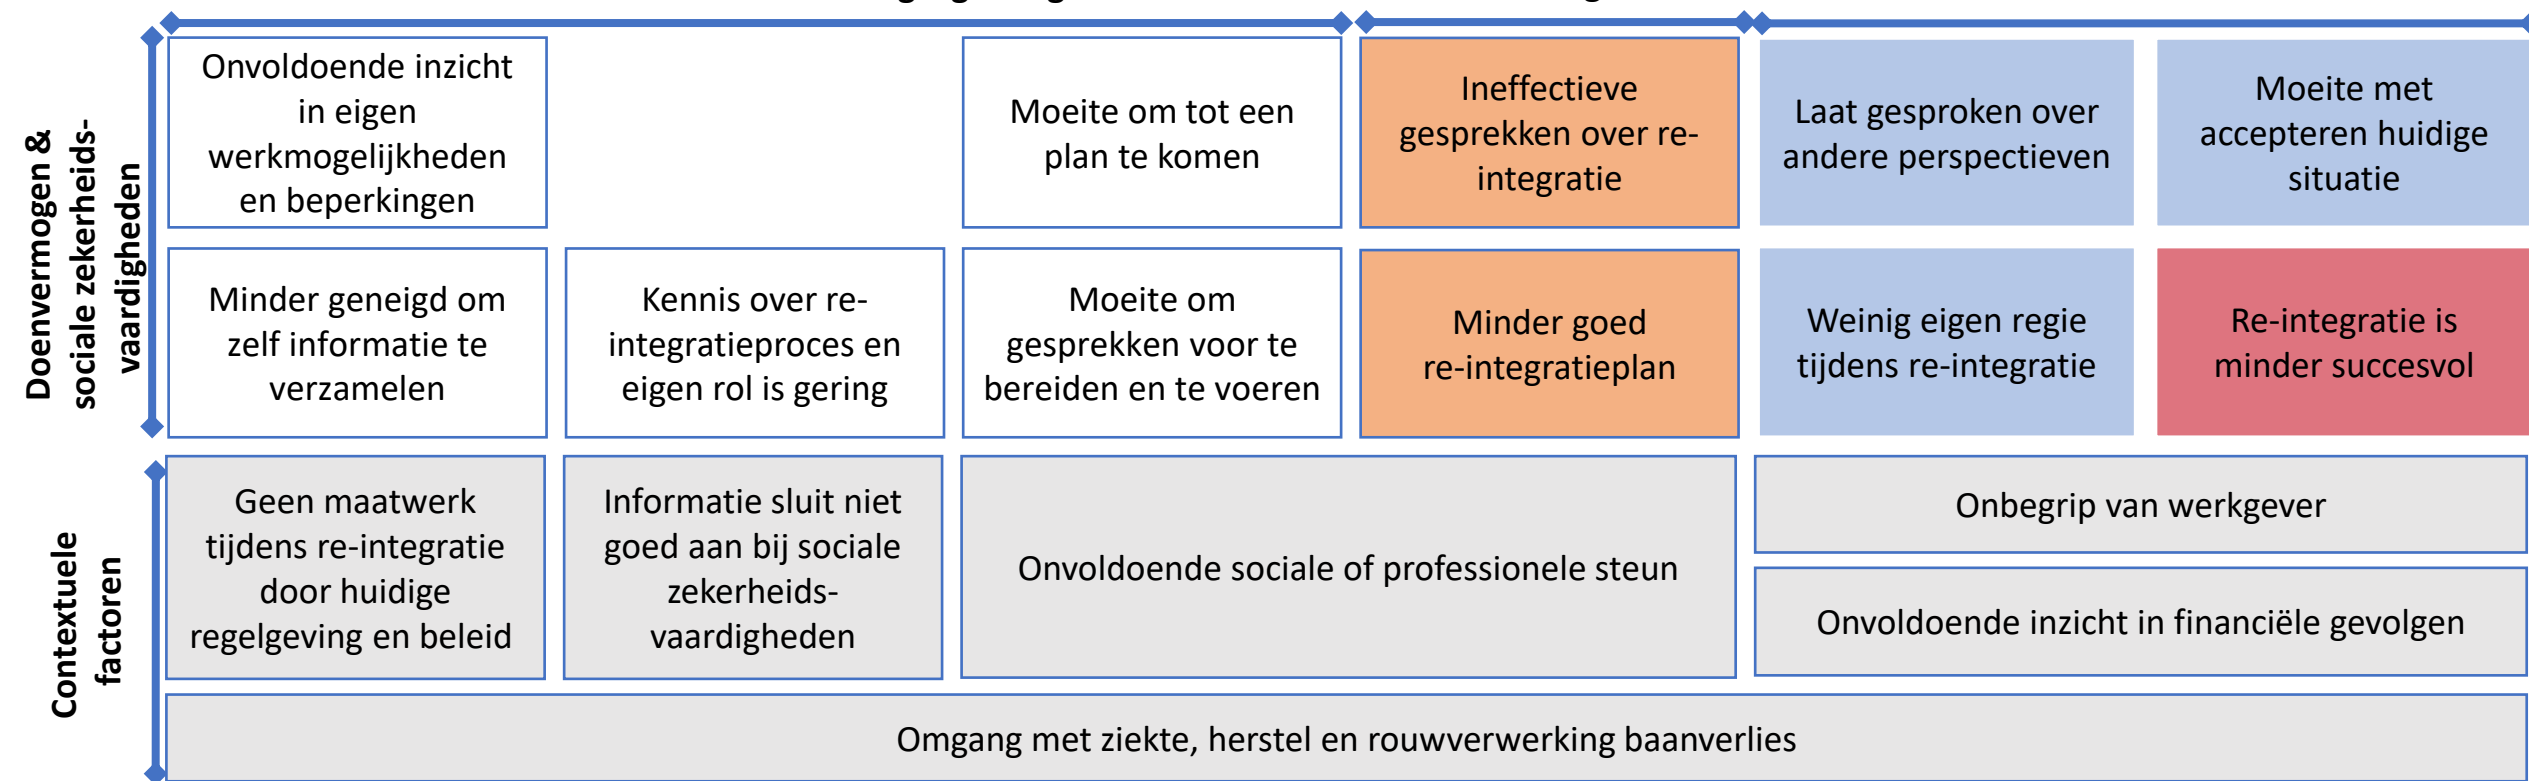 Doenvermogen &
sociale zekerheids-
vaardigheden
Onvoldoende inzicht
in eigen
werkmogelijkheden
en beperkingen
Moeite om tot een
plan te komen
Ineffectieve
gesprekken over re-
integratie
Laat gesproken over
andere perspectieven
Moeite met
accepteren huidige
situatie
Minder geneigd om
zelf informatie te
verzamelen
Kennis over re-
integratieproces en
eigen rol is gering
Moeite om
gesprekken voor te
bereiden en te voeren
Minder goed
re-integratieplan
Weinig eigen regie
tijdens re-integratie
Re-integratie is
minder succesvol
Contextuele
factoren
Geen maatwerk
tijdens re-integratie
door huidige
regelgeving en beleid
Informatie sluit niet
goed aan bij sociale
zekerheids-
vaardigheden
Onvoldoende sociale of professionele steun
Onbegrip van werkgever
Onvoldoende inzicht in financiële gevolgen
Omgang met ziekte, herstel en rouwverwerking baanverlies